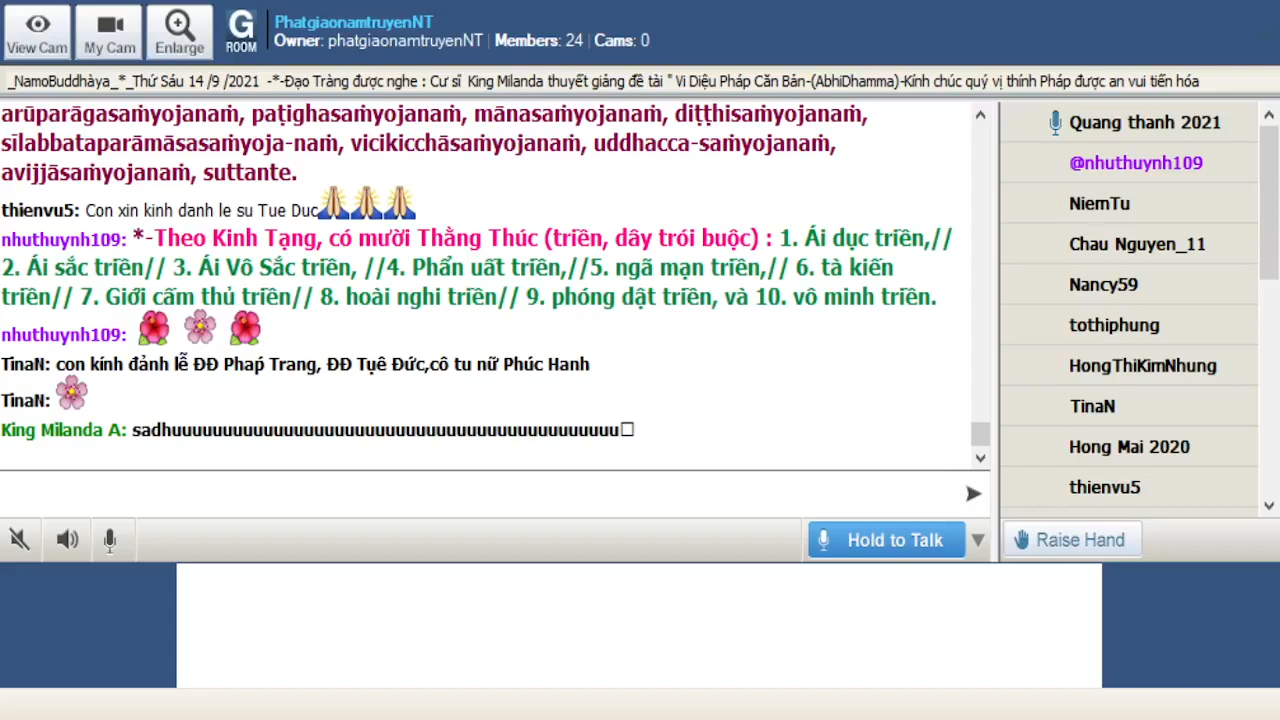 View Cam
My Cam
Enlarge
G
ROOM
PhatgiaonamtruyenNT
Owner: phatgiaonamtruyenNT | Members: 24 | Cams: 0
_NamoBuddhàya_*_Thứ Sáu 14 /9 /2021 -*-Đạo Tràng được nghe : Cư sĩ King Milanda thuyết giảng đề tài " Vi Diệu Pháp Căn Bản-(AbhiDhamma)-Kính chúc quý vị thính Pháp được an vui tiến hóa
arūparāgasaṁyojanaṁ, paṭighasaṁyojanaṁ, mānasaṁyojanaṁ, diṭṭhisaṁyojanaṁ,
sīlabbataparāmāsasaṁyoja-naṁ, vicikicchāsaṁyojanaṁ, uddhacca-saṁyojanaṁ,
avijjāsaṁyojanaṁ, suttante.
thienvu5: Con xin kinh danh le su Tue Duc
nhuthuynh109: *-Theo Kinh Tạng, có mười Thằng Thúc (triền, dây trói buộc) : 1. Ái dục triền,//
2. Ái sắc triền// 3. Ái Vô Sắc triền, //4. Phẩn uất triền,//5. ngã mạn triền,// 6. tà kiến
triền// 7. Giới cấm thủ triền// 8. hoài nghi triền// 9. phóng dật triền, và 10. vô minh triền.
nhuthuynh109:
TinaN: con kính đảnh lễ ĐĐ Phaṕ Trang, ĐĐ Tụê Đức,cô tu nữ Phúc Hanh
TinaN:
King Milanda A: sadhuuuuuuuuuuuuuuuuuuuuuuuuuuuuuuuuuuuuuuuuuuuu□
Hold to Talk
Quang thanh 2021
@nhuthuynh109
NiemTu
Chau Nguyen_11
Nancy59
tothiphung
HongThiKimNhung
TinaN
Hong Mai 2020
thienvu5
Raise Hand